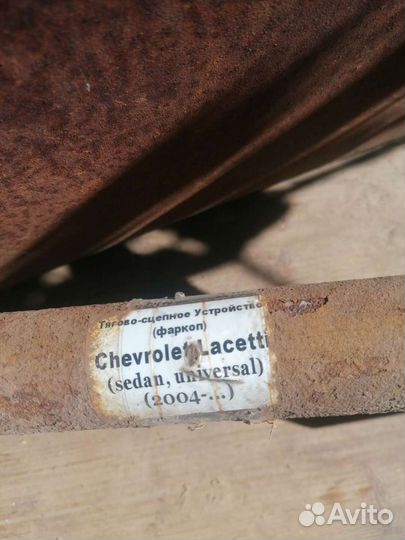 Тягово-сцепное Устройство
(фаркоп)
Chevrolet Lacetti
(sedan, universal)
(2004-...)
Avito